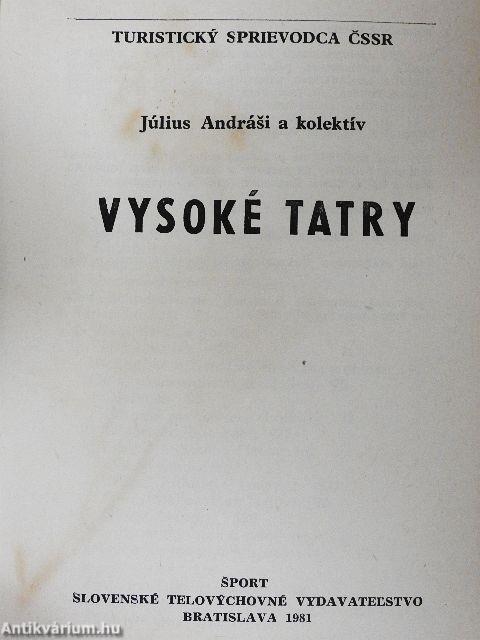 TURISTICKÝ SPRIEVODCA ČSSR
Július Andráši a kolektív
VYSOKÉ TATRY
ŠPORT
SLOVENSKÉ TELOVÝCHOVNÉ VYDAVATEĽSTVO
BRATISLAVA 1981
Antikvárium.hu